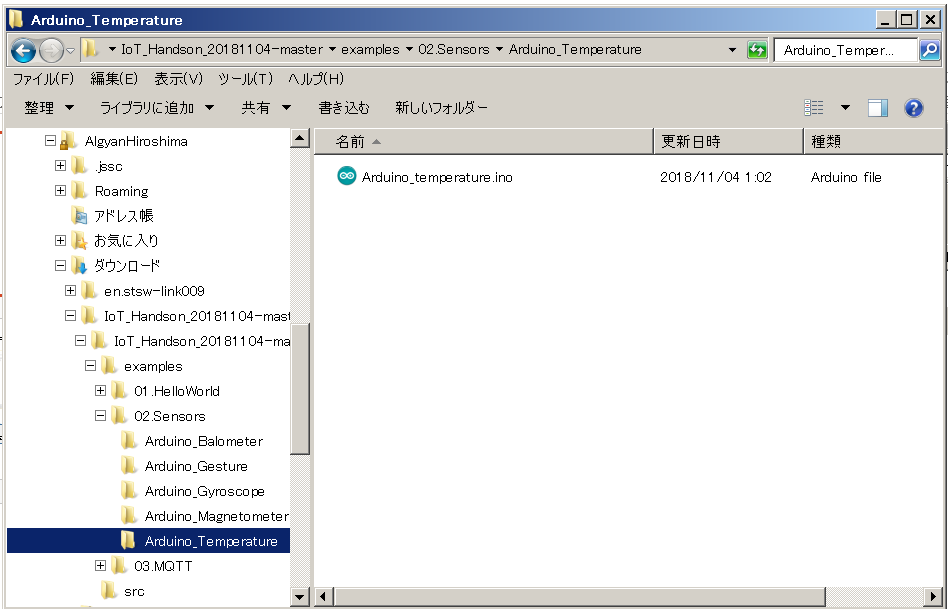 Arduino_Temperature
IoT_Handson_20181104-master examples 02.Sensors Arduino_Temperature Arduino_Temper...
ファイル(F) 編集(E) 表示(V) ツール(T) ヘルプ(H)
整理 ライブラリに追加 共有 書き込む 新しいフォルダー
AlgyanHiroshima
.jssc
Roaming
アドレス帳
お気に入り
ダウンロード
en.stsw-link009
IoT_Handson_20181104-mast
IoT_Handson_20181104-ma
examples
01.HelloWorld
02.Sensors
Arduino_Balometer
Arduino_Gesture
Arduino_Gyroscope
Arduino_Magnetometer
Arduino_Temperature
03.MQTT
src
名前 更新日時 種類
Arduino_temperature.ino 2018/11/04 1:02 Arduino file